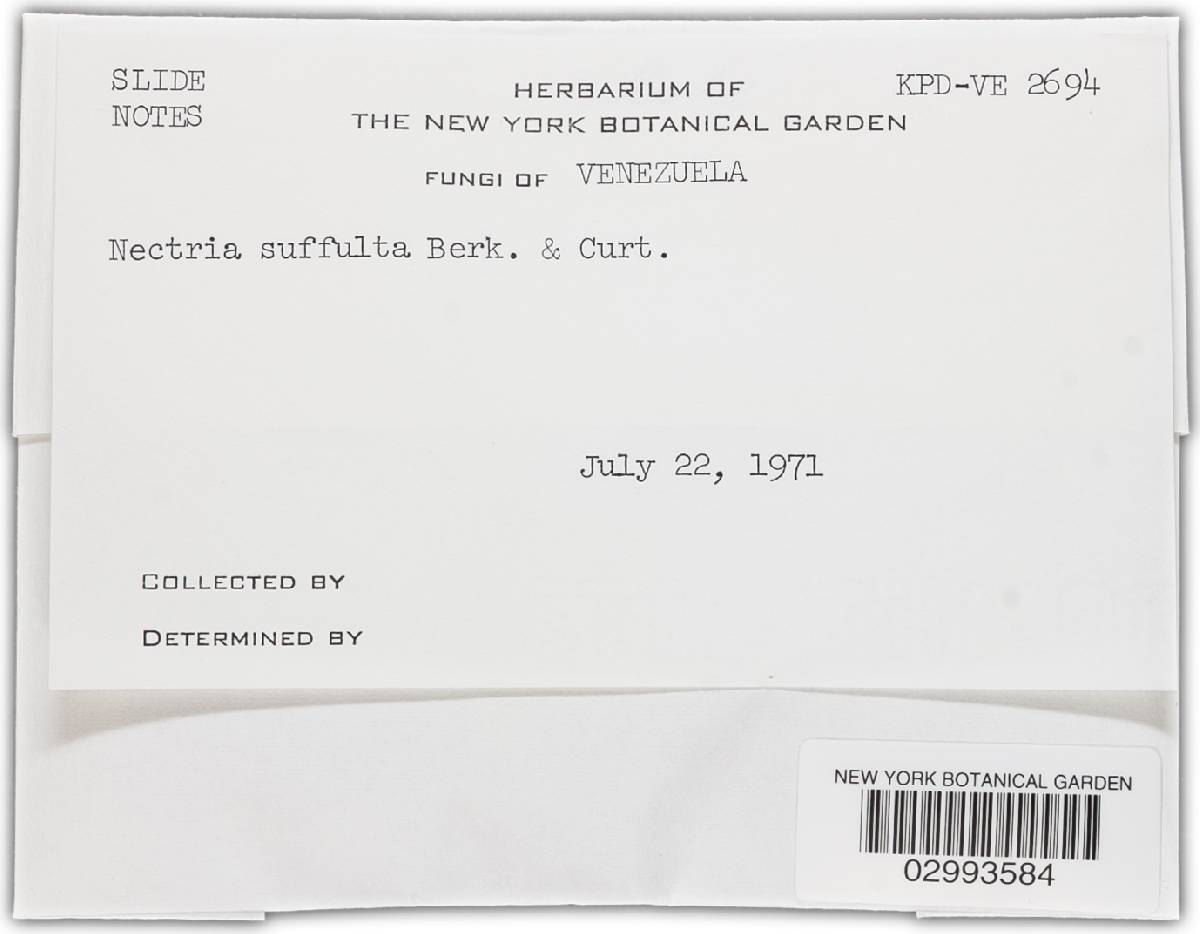 SLIDE
NOTES
HERBARIUM OF
THE NEW YORK BOTANICAL GARDEN
KPD-VE 2694
FUNGI OF VENEZUELA
Nectria suffulta Berk. & Curt.
July 22, 1971
COLLECTED BY
DETERMINED BY
NEW YORK BOTANICAL GARDEN
02993584